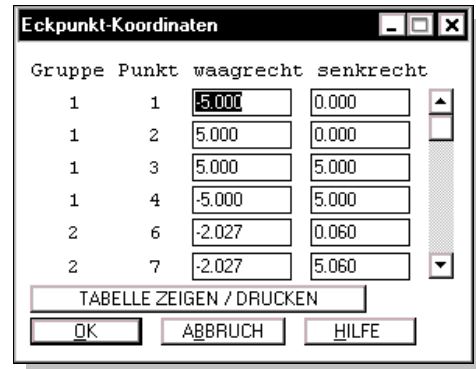 Eckpunkt-Koordinaten
Gruppe Punkt waagrecht senkrecht
1 1 -5.000 0.000
1 2 5.000 0.000
1 3 5.000 5.000
1 4 -5.000 5.000
2 6 -2.027 0.060
2 7 -2.027 5.060
TABELLE ZEIGEN / DRUCKEN
OK ABBRUCH HILFE